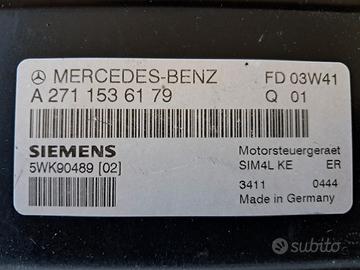 MERCEDES-BENZ FD 03W41
A 271 153 61 79 Q 01
SIEMENS Motorsteuergeraet
5WK90489 [02] SIM4L KE ER
3411 0444
Made in Germany
subito